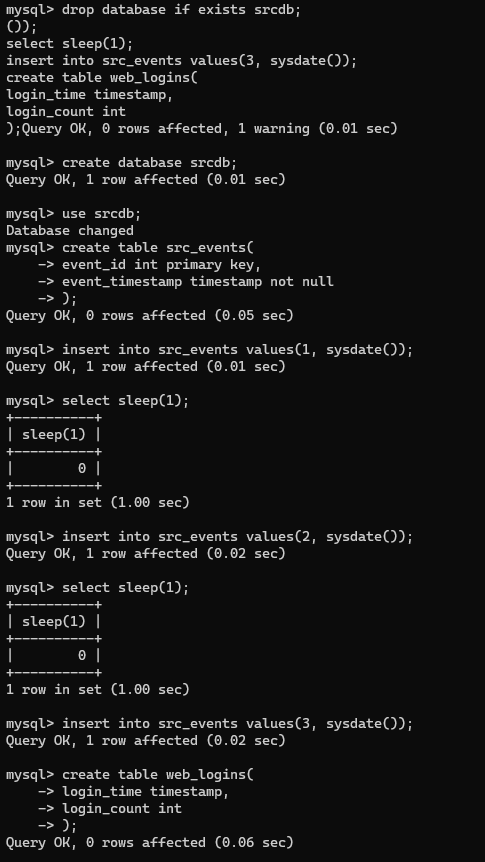 mysql> drop database if exists srcdb;
());
select sleep(1);
insert into src_events values(3, sysdate());
create table web_logins(
login_time timestamp,
login_count int
);Query OK, 0 rows affected, 1 warning (0.01 sec)

mysql> create database srcdb;
Query OK, 1 row affected (0.01 sec)

mysql> use srcdb;
Database changed
mysql> create table src_events(
    -> event_id int primary key,
    -> event_timestamp timestamp not null
    -> );
Query OK, 0 rows affected (0.05 sec)

mysql> insert into src_events values(1, sysdate());
Query OK, 1 row affected (0.01 sec)

mysql> select sleep(1);
+----------+
| sleep(1) |
+----------+
|        0 |
+----------+
1 row in set (1.00 sec)

mysql> insert into src_events values(2, sysdate());
Query OK, 1 row affected (0.02 sec)

mysql> select sleep(1);
+----------+
| sleep(1) |
+----------+
|        0 |
+----------+
1 row in set (1.00 sec)

mysql> insert into src_events values(3, sysdate());
Query OK, 1 row affected (0.02 sec)

mysql> create table web_logins(
    -> login_time timestamp,
    -> login_count int
    -> );
Query OK, 0 rows affected (0.06 sec)